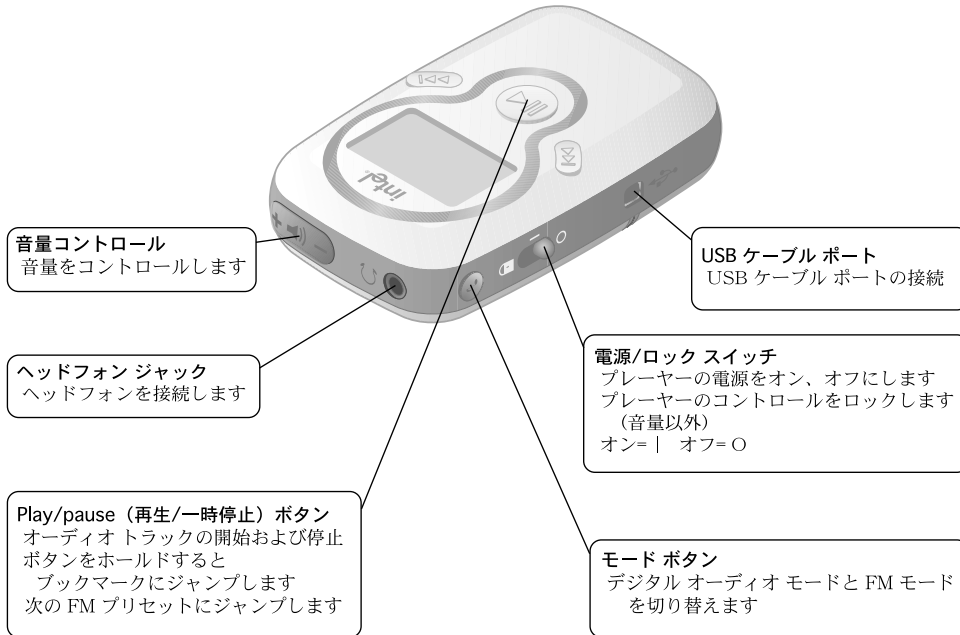 intel
音量コントロール
音量をコントロールします
ヘッドフォン ジャック
ヘッドフォンを接続します
Play/pause（再生/一時停止）ボタン
オーディオ トラックの開始および停止
ボタンをホールドすると
ブックマークにジャンプします
次の FM プリセットにジャンプします
USB ケーブル ポート
USB ケーブル ポートの接続
電源/ロック スイッチ
プレーヤーの電源をオン、オフにします
プレーヤーのコントロールをロックします
（音量以外）
オン= |　オフ= O
モード ボタン
デジタル オーディオ モードと FM モード
を切り替えます